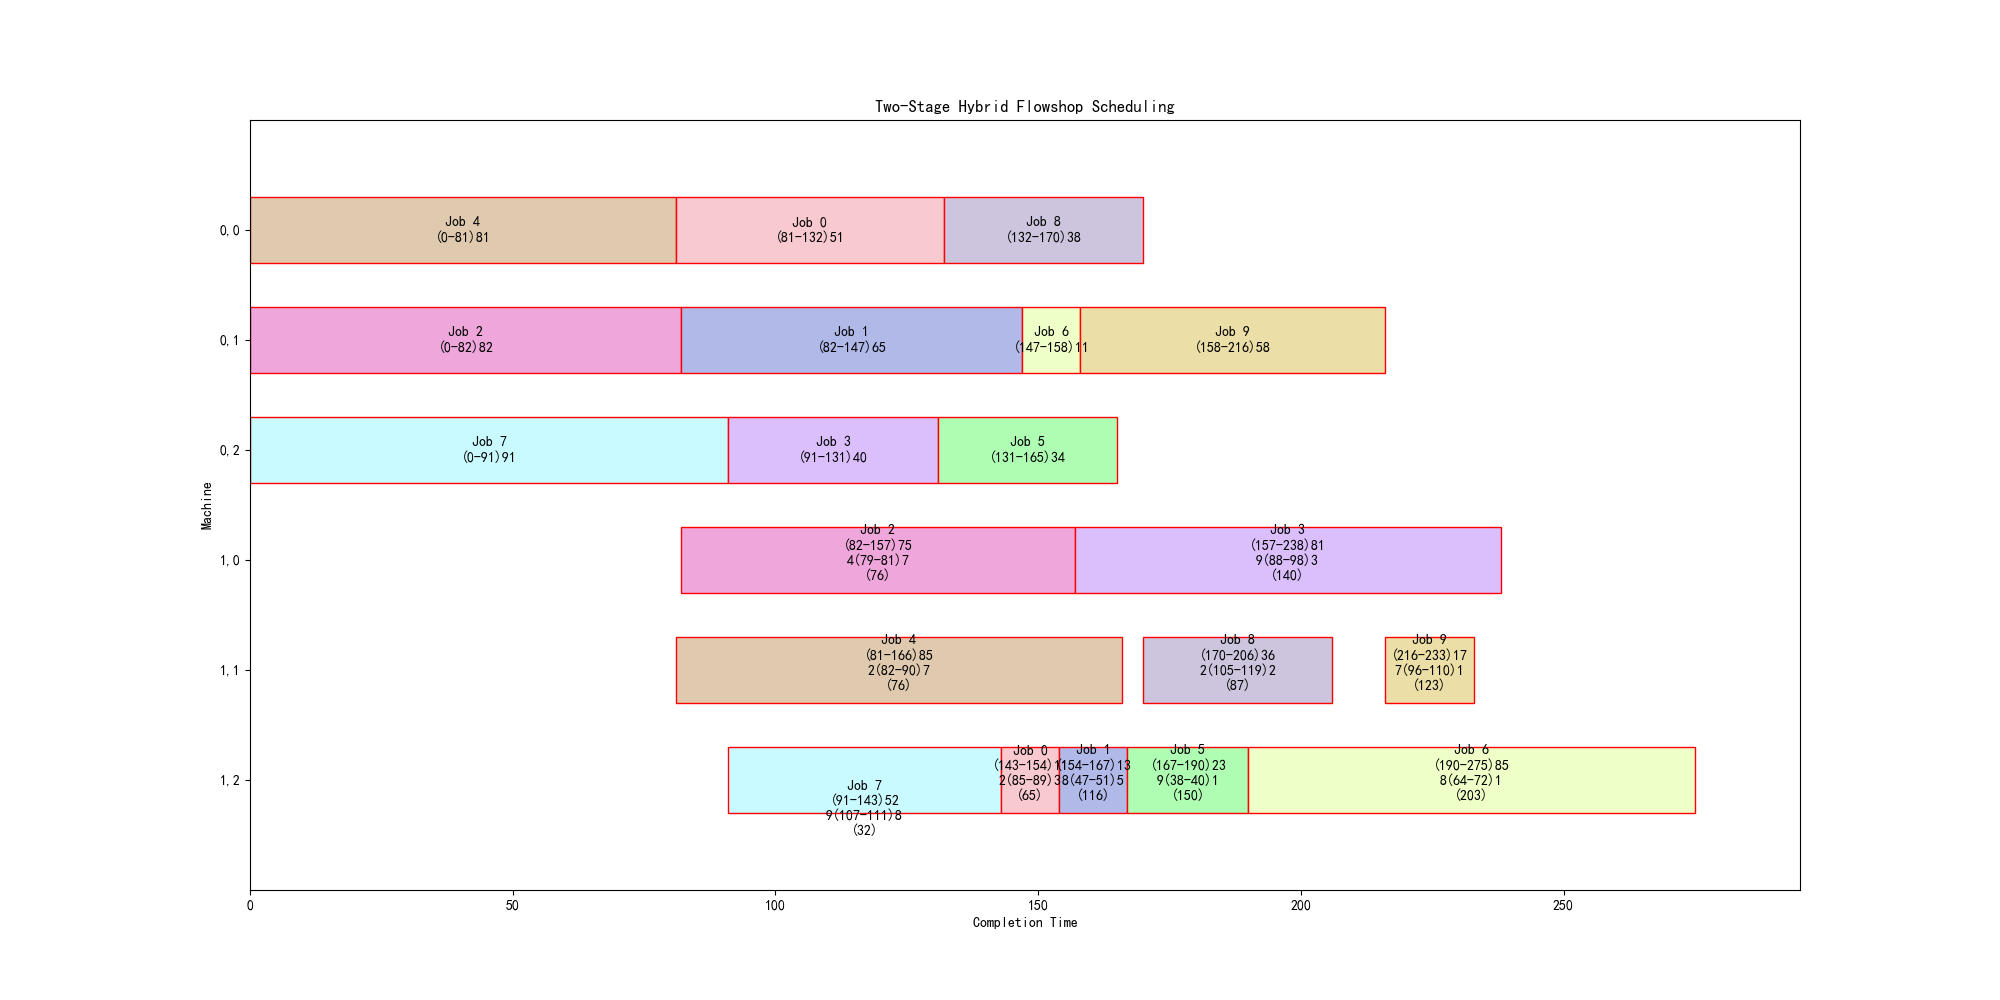 Two-Stage Hybrid Flowshop Scheduling
Machine
0,0
Job 4
(0-81)81
Job 0
(81-132)51
Job 8
(132-170)38
0,1
Job 2
(0-82)82
Job 1
(82-147)65
Job 6
(147-158)11
Job 9
(158-216)58
0,2
Job 7
(0-91)91
Job 3
(91-131)40
Job 5
(131-165)34
1,0
Job 2
(82-157)75
4(79-81)7
(76)
Job 3
(157-238)81
9(88-98)3
(140)
1,1
Job 4
(81-166)85
2(82-90)7
(76)
Job 8
(170-206)36
2(105-119)2
(87)
Job 9
(216-233)17
7(96-110)1
(123)
1,2
Job 7
(91-143)52
9(107-111)8
(32)
Job 0
(143-154)11
2(85-89)3
(65)
Job 1
(154-167)13
8(47-51)5
(116)
Job 5
(167-190)23
9(38-40)1
(150)
Job 6
(190-275)85
8(64-72)1
(203)
0 50 100 150 200 250
Completion Time